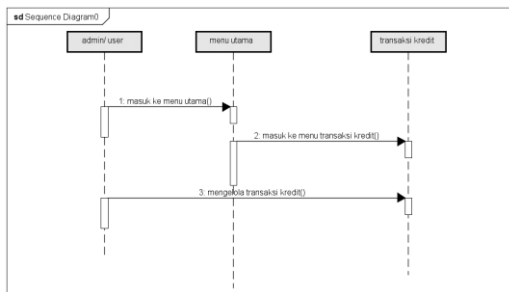 sd Sequence Diagram0
admin/ user
menu utama
transaksi kredit
1: masuk ke menu utama()
2: masuk ke menu transaksi kredit()
3: mengelola transaksi kredit()